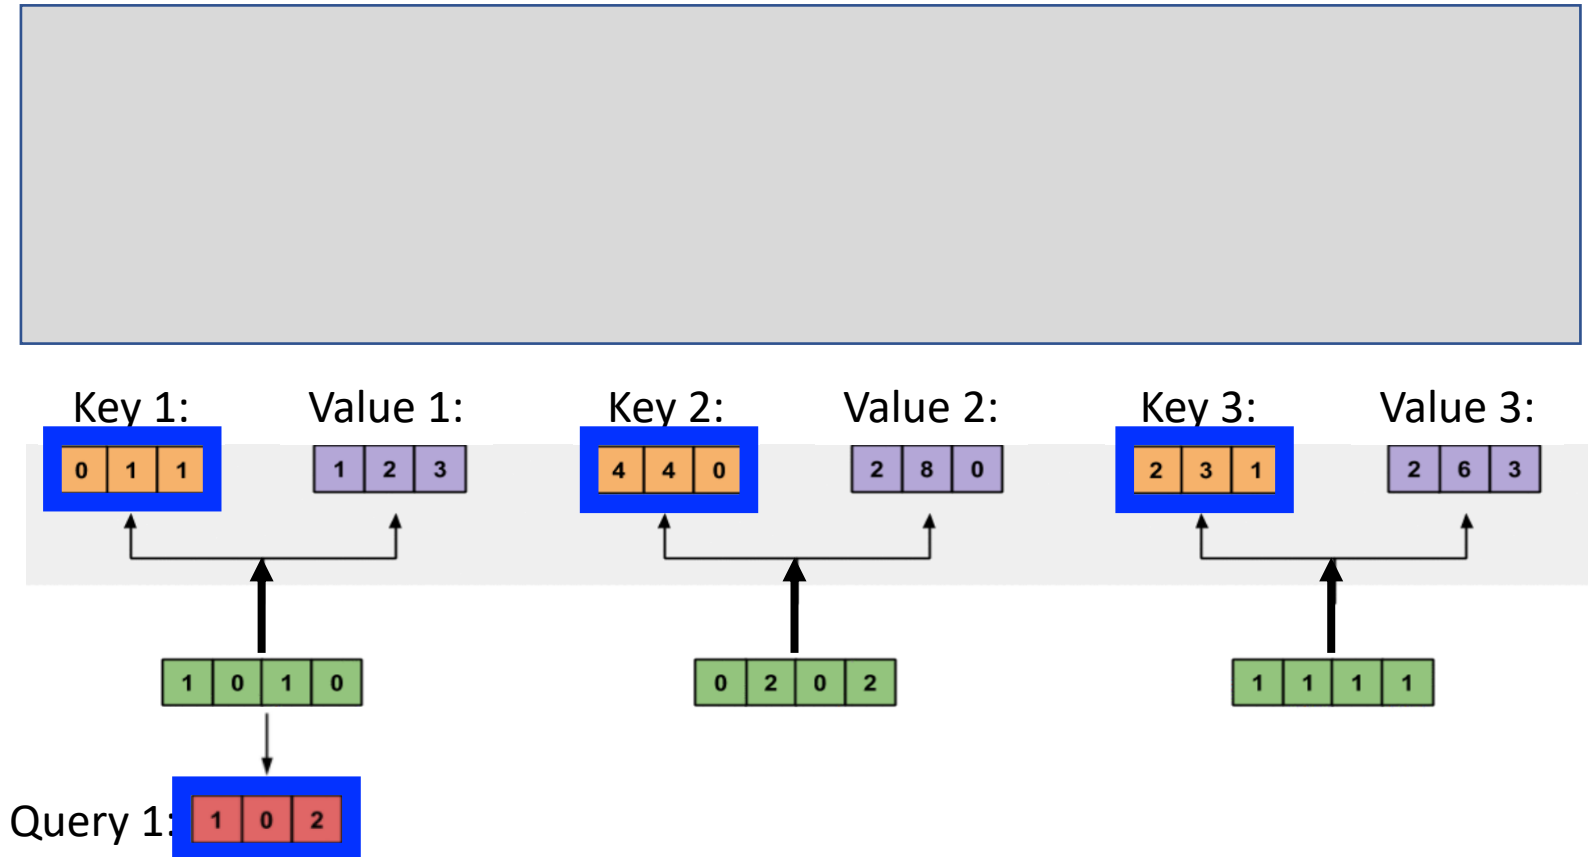 Key 1: Value 1: Key 2: Value 2: Key 3: Value 3:
0 1 1 1 2 3 4 4 0 2 8 0 2 3 1 2 6 3
1 0 1 0 0 2 0 2 1 1 1 1
Query 1: 1 0 2